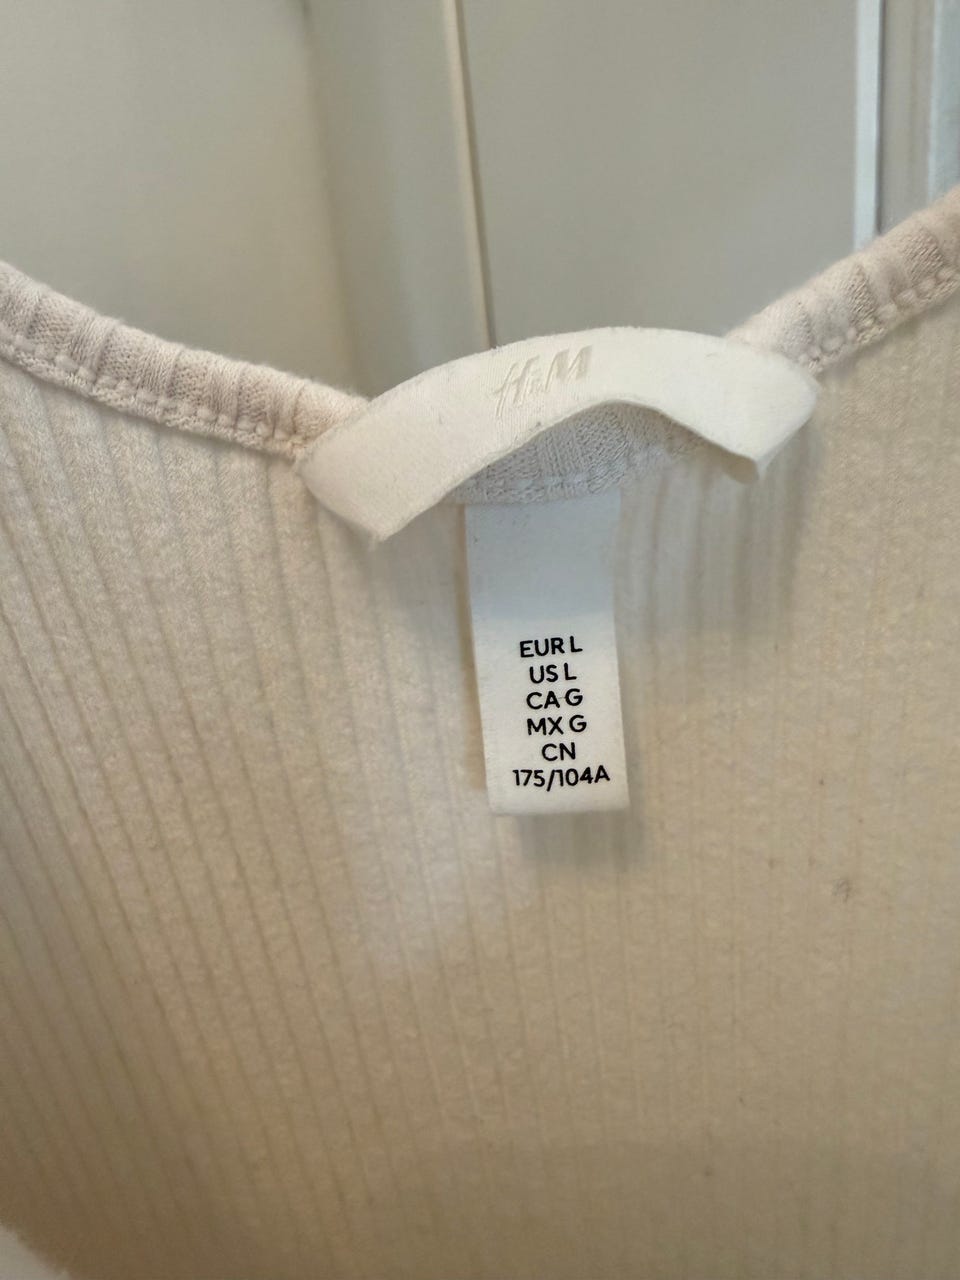 H&M
EUR L
US L
CA G
MX G
CN
175/104A